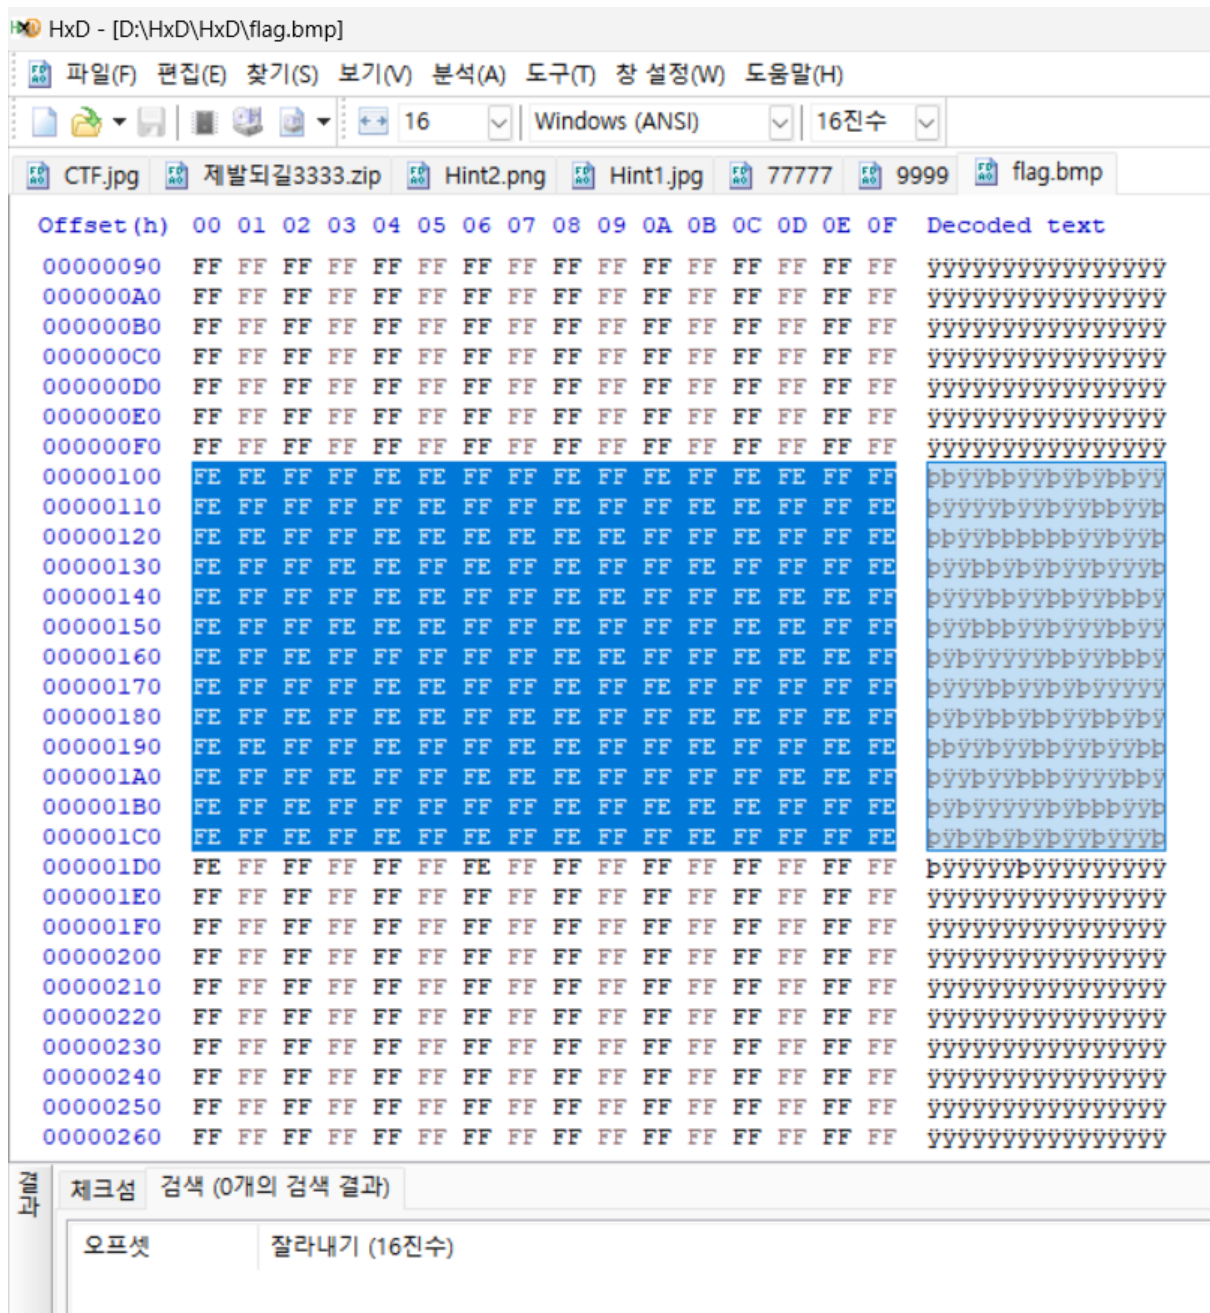 HxD - [D:\HxD\HxD\flag.bmp]
파일(F) 편집(E) 찾기(S) 보기(V) 분석(A) 도구(T) 창 설정(W) 도움말(H)
16 Windows (ANSI) 16진수
CTF.jpg 제발되길3333.zip Hint2.png Hint1.jpg 77777 9999 flag.bmp
Offset(h) 00 01 02 03 04 05 06 07 08 09 0A 0B 0C 0D 0E 0F Decoded text
00000090 FF FF FF FF FF FF FF FF FF FF FF FF FF FF FF FF ÿÿÿÿÿÿÿÿÿÿÿÿÿÿÿÿ
000000A0 FF FF FF FF FF FF FF FF FF FF FF FF FF FF FF FF ÿÿÿÿÿÿÿÿÿÿÿÿÿÿÿÿ
000000B0 FF FF FF FF FF FF FF FF FF FF FF FF FF FF FF FF ÿÿÿÿÿÿÿÿÿÿÿÿÿÿÿÿ
000000C0 FF FF FF FF FF FF FF FF FF FF FF FF FF FF FF FF ÿÿÿÿÿÿÿÿÿÿÿÿÿÿÿÿ
000000D0 FF FF FF FF FF FF FF FF FF FF FF FF FF FF FF FF ÿÿÿÿÿÿÿÿÿÿÿÿÿÿÿÿ
000000E0 FF FF FF FF FF FF FF FF FF FF FF FF FF FF FF FF ÿÿÿÿÿÿÿÿÿÿÿÿÿÿÿÿ
000000F0 FF FF FF FF FF FF FF FF FF FF FF FF FF FF FF FF ÿÿÿÿÿÿÿÿÿÿÿÿÿÿÿÿ
00000100 FE FE FF FF FE FE FF FF FE FF FE FF FE FE FF FF þþÿÿþþÿÿþÿþÿþþÿÿ
00000110 FE FF FF FF FF FE FF FF FE FF FF FE FE FF FF FE þÿÿÿÿþÿÿþÿÿþþÿÿþ
00000120 FE FE FF FF FE FE FE FE FE FE FF FF FE FF FF FE þþÿÿþþþþþþÿÿþÿÿþ
00000130 FE FF FF FE FE FF FE FF FE FF FF FE FF FF FF FE þÿÿþþÿþÿþÿÿþÿÿÿþ
00000140 FE FF FF FF FE FE FF FF FE FE FF FF FE FE FE FF þÿÿÿþþÿÿþþÿÿþþþÿ
00000150 FE FF FF FE FE FE FF FF FE FF FF FF FE FE FF FF þÿÿþþþÿÿþÿÿÿþþÿÿ
00000160 FE FF FE FF FF FF FF FF FE FE FF FF FE FE FE FF þÿþÿÿÿÿÿþþÿÿþþþÿ
00000170 FE FF FF FF FE FE FF FF FE FF FE FF FF FF FF FF þÿÿÿþþÿÿþÿþÿÿÿÿÿ
00000180 FE FF FE FF FE FE FF FE FE FF FF FE FE FF FE FF þÿþÿþþÿþþÿÿþþÿþÿ
00000190 FE FE FF FF FE FF FF FE FE FF FF FE FF FF FE FE þþÿÿþÿÿþþÿÿþÿÿþþ
000001A0 FE FF FF FE FF FF FE FE FE FF FF FF FF FE FE FF þÿÿþÿÿþþþÿÿÿÿþþÿ
000001B0 FE FF FE FF FF FF FF FF FE FF FE FE FE FF FF FE þÿþÿÿÿÿÿþÿþþþÿÿþ
000001C0 FE FF FE FF FE FF FE FF FE FF FF FE FF FF FF FE þÿþÿþÿþÿþÿÿþÿÿÿþ
000001D0 FE FF FF FF FF FF FE FF FF FF FF FF FF FF FF FF þÿÿÿÿÿþÿÿÿÿÿÿÿÿÿ
000001E0 FF FF FF FF FF FF FF FF FF FF FF FF FF FF FF FF ÿÿÿÿÿÿÿÿÿÿÿÿÿÿÿÿ
000001F0 FF FF FF FF FF FF FF FF FF FF FF FF FF FF FF FF ÿÿÿÿÿÿÿÿÿÿÿÿÿÿÿÿ
00000200 FF FF FF FF FF FF FF FF FF FF FF FF FF FF FF FF ÿÿÿÿÿÿÿÿÿÿÿÿÿÿÿÿ
00000210 FF FF FF FF FF FF FF FF FF FF FF FF FF FF FF FF ÿÿÿÿÿÿÿÿÿÿÿÿÿÿÿÿ
00000220 FF FF FF FF FF FF FF FF FF FF FF FF FF FF FF FF ÿÿÿÿÿÿÿÿÿÿÿÿÿÿÿÿ
00000230 FF FF FF FF FF FF FF FF FF FF FF FF FF FF FF FF ÿÿÿÿÿÿÿÿÿÿÿÿÿÿÿÿ
00000240 FF FF FF FF FF FF FF FF FF FF FF FF FF FF FF FF ÿÿÿÿÿÿÿÿÿÿÿÿÿÿÿÿ
00000250 FF FF FF FF FF FF FF FF FF FF FF FF FF FF FF FF ÿÿÿÿÿÿÿÿÿÿÿÿÿÿÿÿ
00000260 FF FF FF FF FF FF FF FF FF FF FF FF FF FF FF FF ÿÿÿÿÿÿÿÿÿÿÿÿÿÿÿÿ
결과 체크섬 검색 (0개의 검색 결과)
오프셋 잘라내기 (16진수)